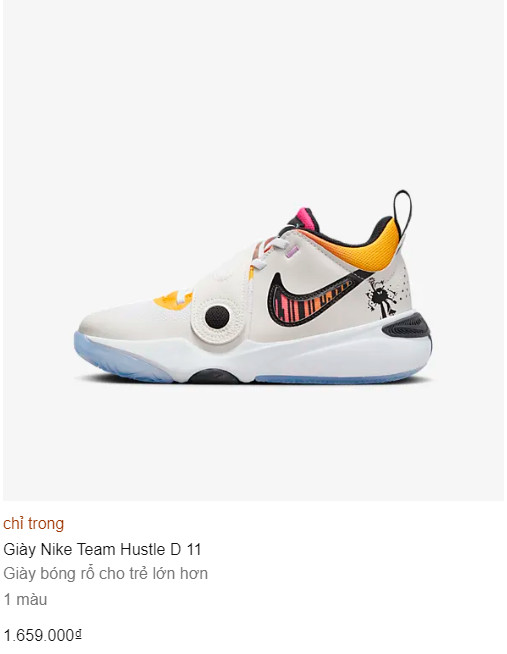 UNITED
chỉ trong
Giày Nike Team Hustle D 11
Giày bóng rổ cho trẻ lớn hơn
1 màu
1.659.000₫